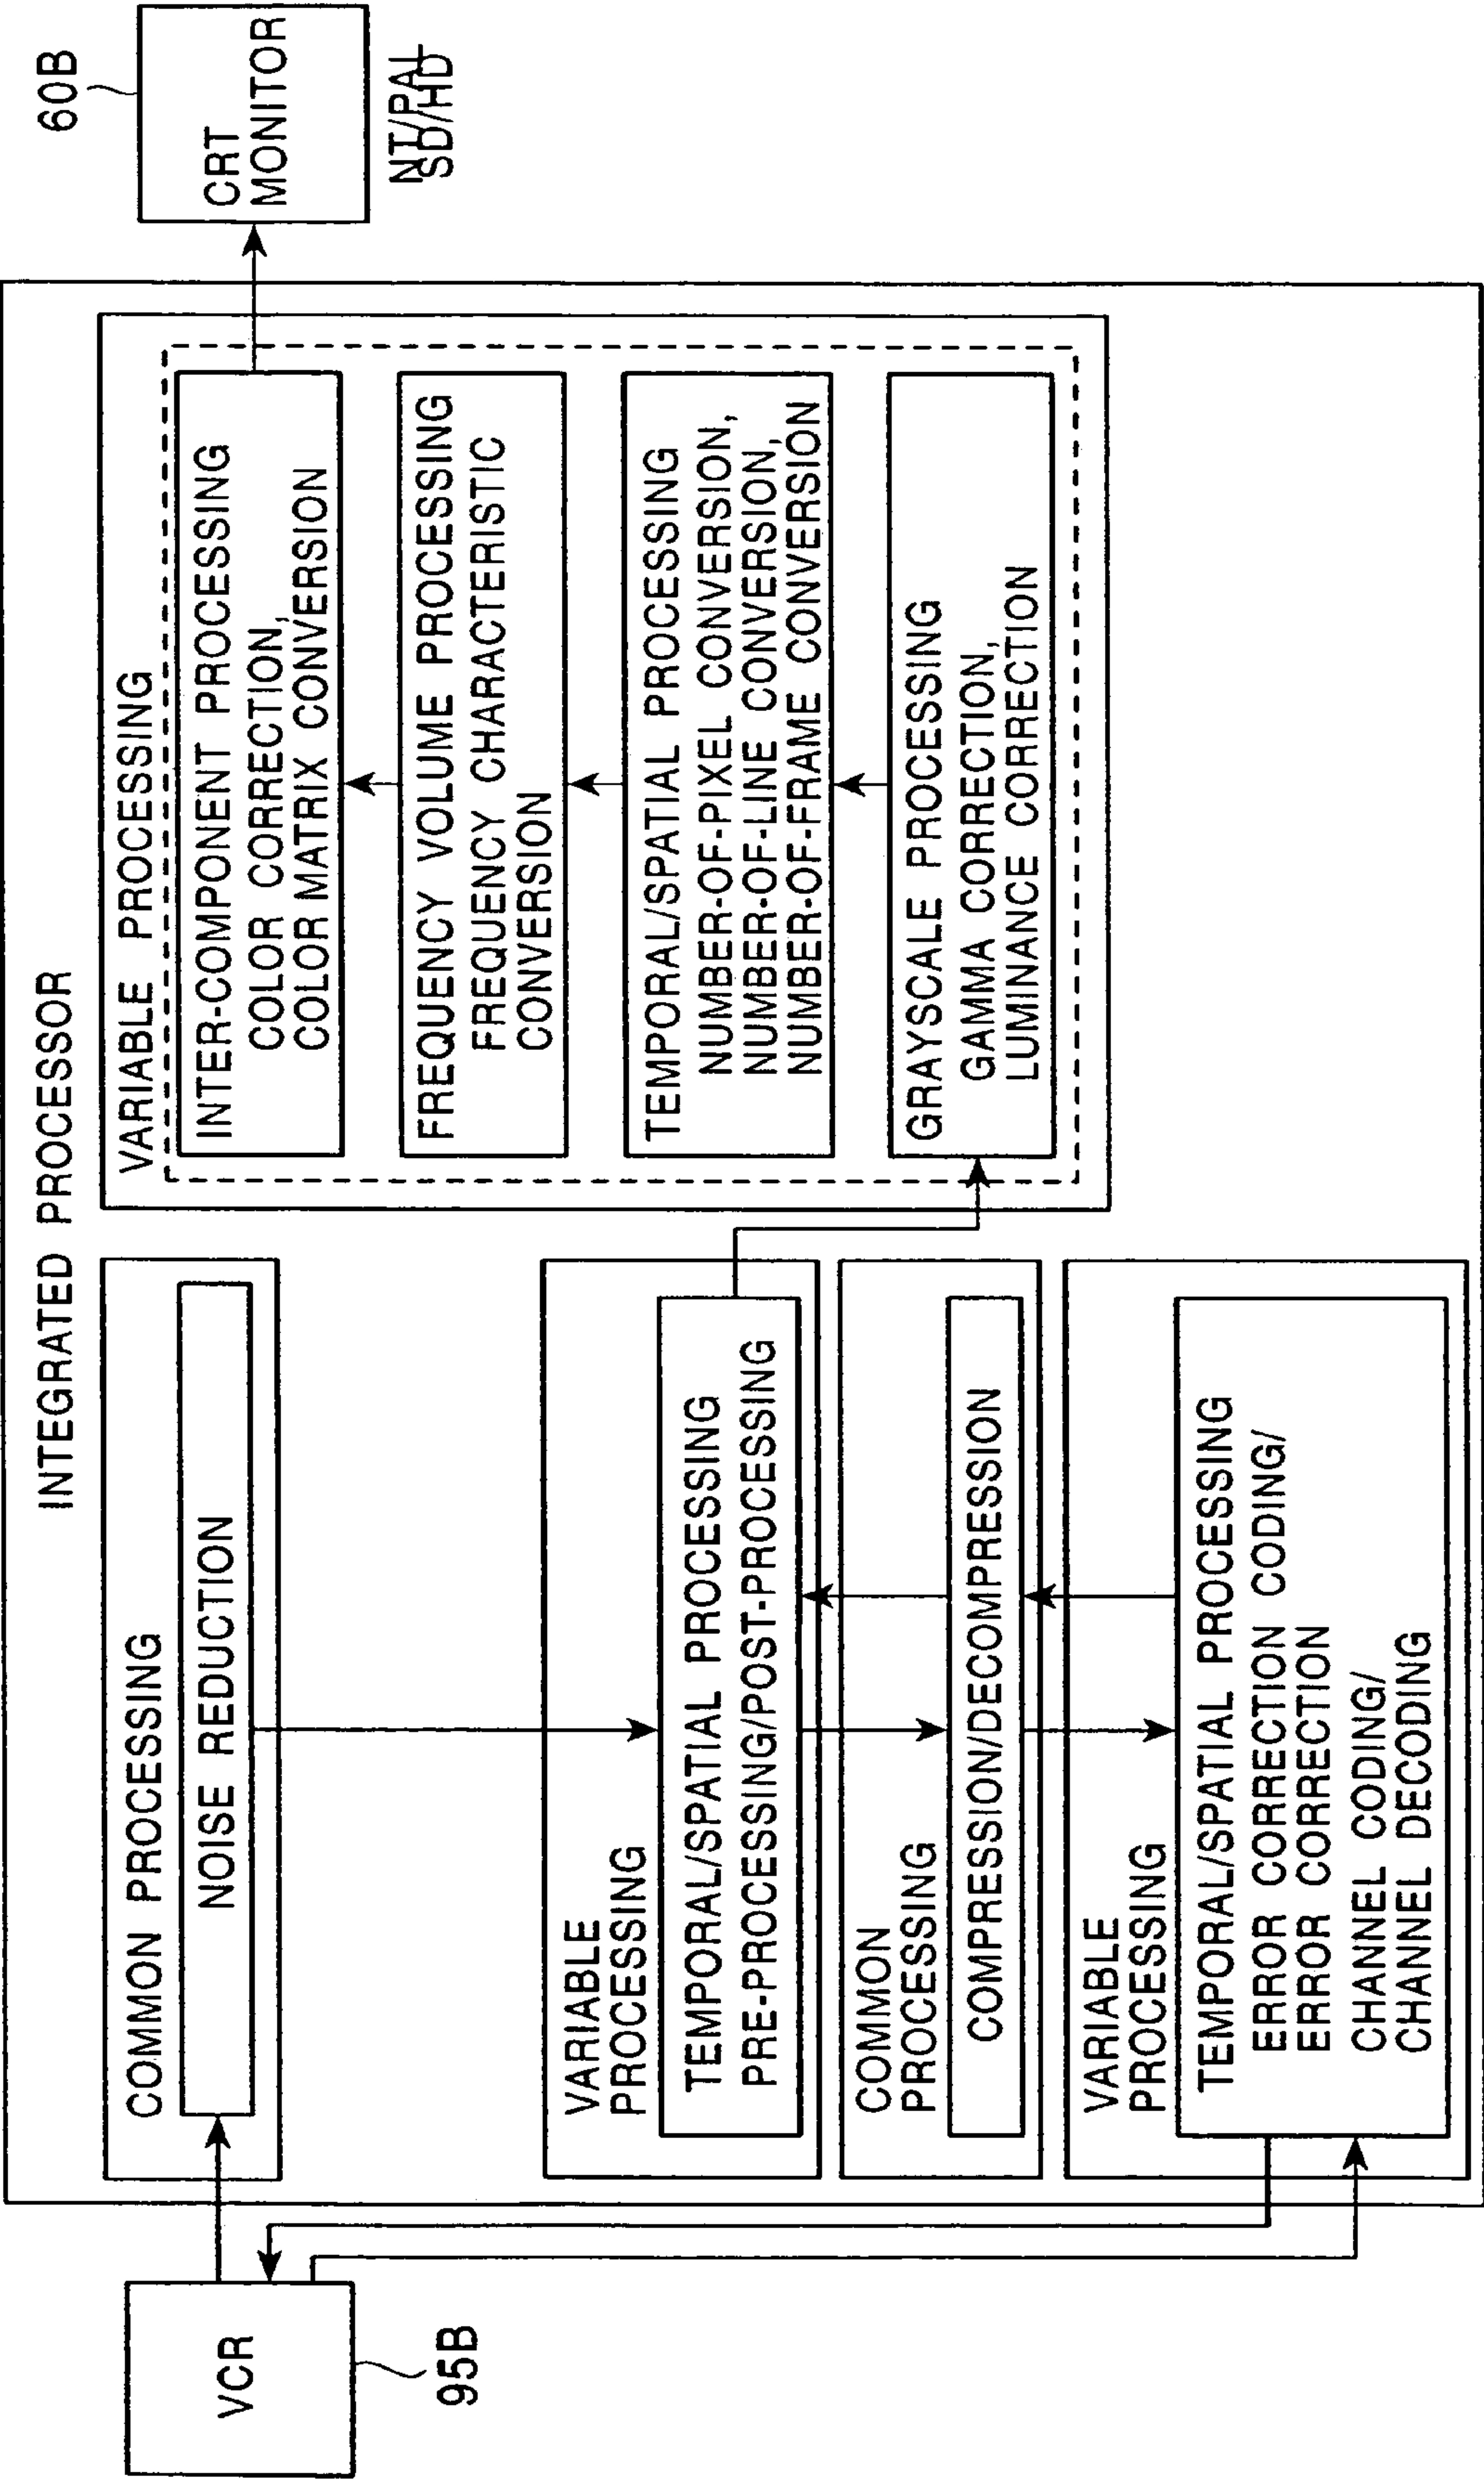 INTEGRATED PROCESSOR
VCR
95B
COMMON PROCESSING
NOISE REDUCTION
VARIABLE
PROCESSING
TEMPORAL/SPATIAL PROCESSING
PRE-PROCESSING/POST-PROCESSING
COMMON
PROCESSING
COMPRESSION/DECOMPRESSION
VARIABLE
PROCESSING
TEMPORAL/SPATIAL PROCESSING
ERROR CORRECTION CODING/
ERROR CORRECTION
CHANNEL CODING/
CHANNEL DECODING
VARIABLE PROCESSING
INTER-COMPONENT PROCESSING
COLOR CORRECTION,
COLOR MATRIX CONVERSION
FREQUENCY VOLUME PROCESSING
FREQUENCY CHARACTERISTIC
CONVERSION
TEMPORAL/SPATIAL PROCESSING
NUMBER-OF-PIXEL CONVERSION,
NUMBER-OF-LINE CONVERSION,
NUMBER-OF-FRAME CONVERSION
GRAYSCALE PROCESSING
GAMMA CORRECTION,
LUMINANCE CORRECTION
60B
CRT
MONITOR
NT/PAL
SD/HD